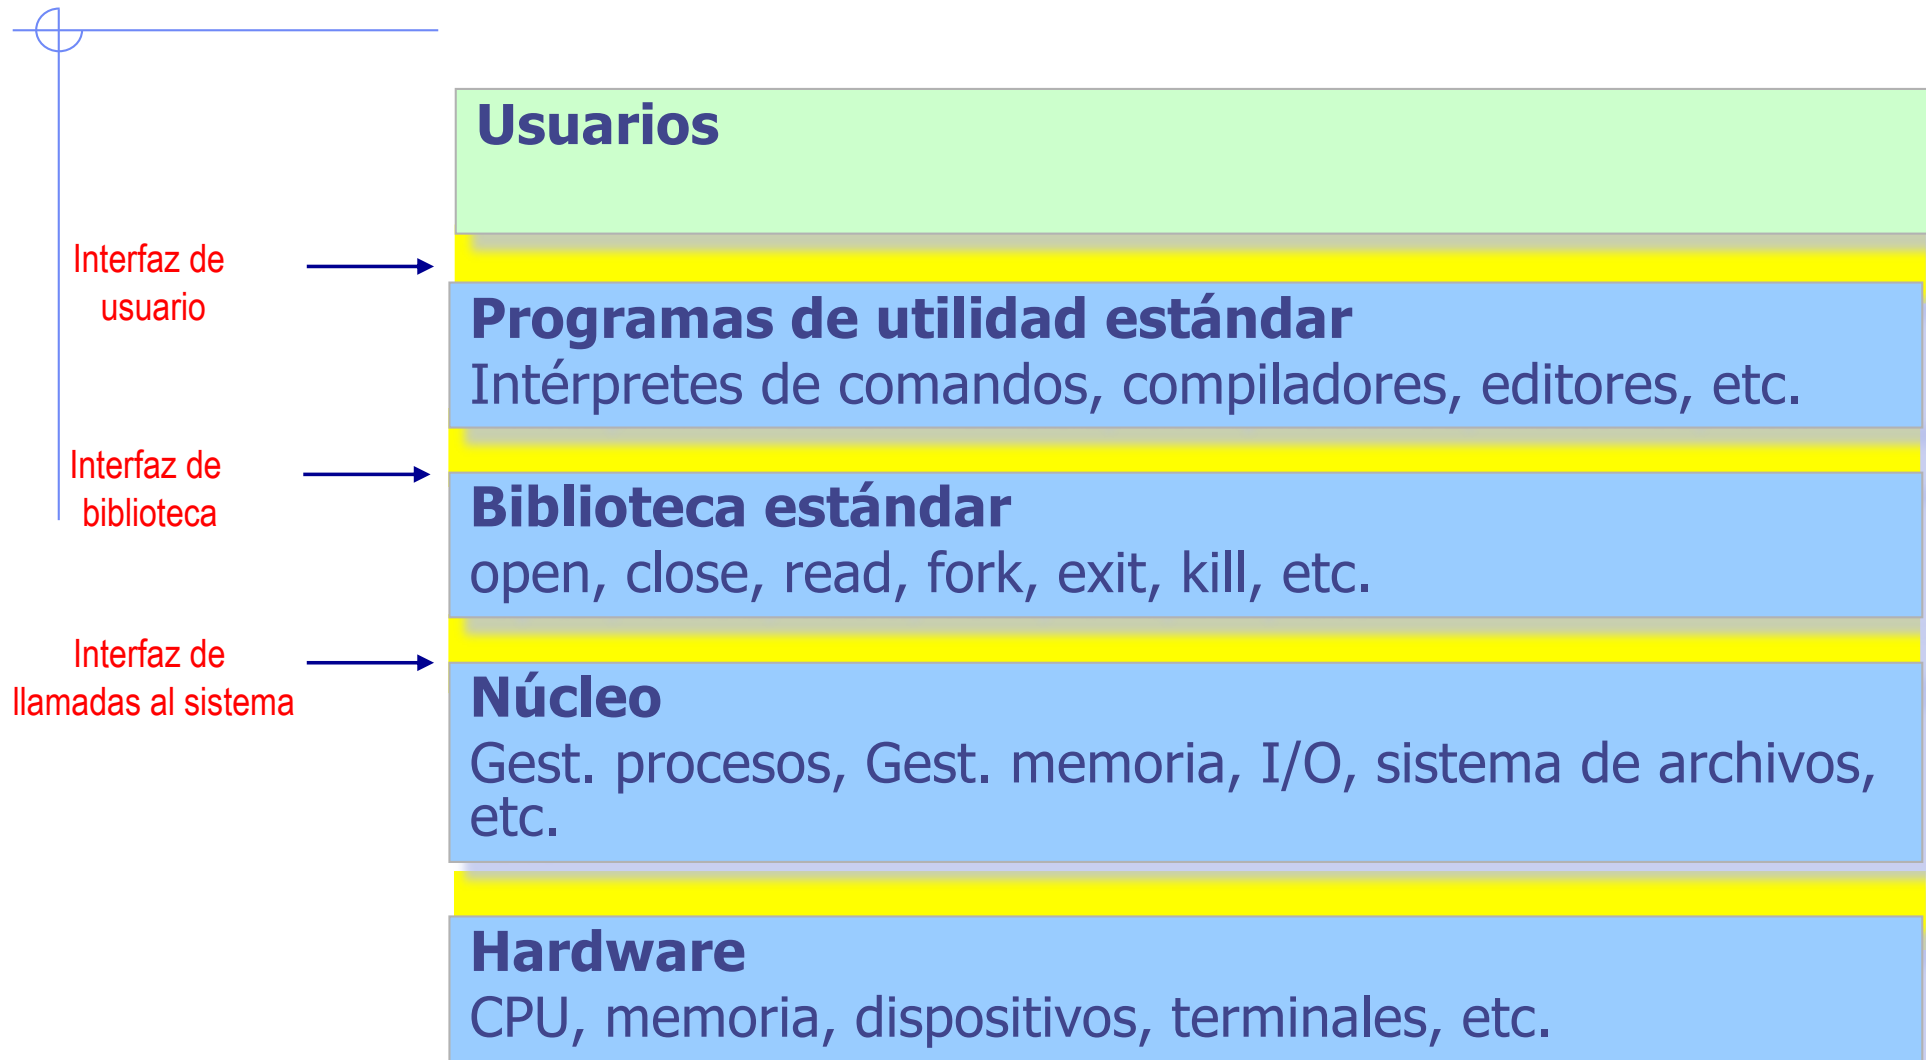 Usuarios
Interfaz de
usuario
Programas de utilidad estándar
Intérpretes de comandos, compiladores, editores, etc.
Interfaz de
biblioteca
Biblioteca estándar
open, close, read, fork, exit, kill, etc.
Interfaz de
llamadas al sistema
Núcleo
Gest. procesos, Gest. memoria, I/O, sistema de archivos,
etc.
Hardware
CPU, memoria, dispositivos, terminales, etc.